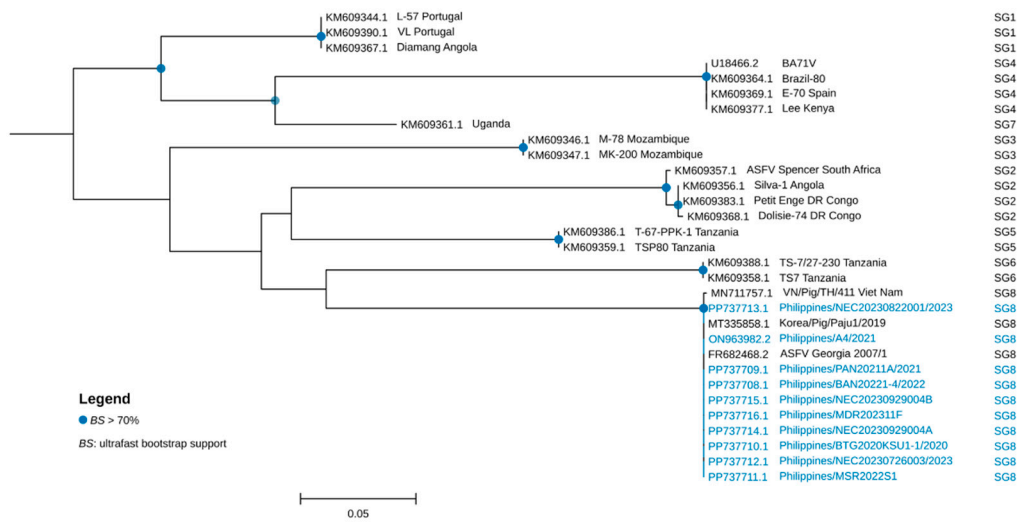 KM609344.1 L-57 Portugal SG1
KM609390.1 VL Portugal SG1
KM609367.1 Diamang Angola SG1
U18466.2 BA71V SG4
KM609364.1 Brazil-80 SG4
KM609369.1 E-70 Spain SG4
KM609377.1 Lee Kenya SG4
KM609361.1 Uganda SG7
KM609346.1 M-78 Mozambique SG3
KM609347.1 MK-200 Mozambique SG3
KM609357.1 ASFV Spencer South Africa SG2
KM609356.1 Silva-1 Angola SG2
KM609383.1 Petit Enge DR Congo SG2
KM609368.1 Dolisie-74 DR Congo SG2
KM609386.1 T-67-PPK-1 Tanzania SG5
KM609359.1 TSP80 Tanzania SG5
KM609388.1 TS-7/27-230 Tanzania SG6
KM609358.1 TS7 Tanzania SG6
MN711757.1 VN/Pig/TH/411 Viet Nam SG8
PP737713.1 Philippines/NEC20230822001/2023 SG8
MT335858.1 Korea/Pig/Paju1/2019 SG8
ON963982.2 Philippines/A4/2021 SG8
FR682468.2 ASFV Georgia 2007/1 SG8
PP737709.1 Philippines/PAN20211A/2021 SG8
PP737708.1 Philippines/BAN20221-4/2022 SG8
PP737715.1 Philippines/NEC20230929004B SG8
PP737716.1 Philippines/MDR202311F SG8
PP737714.1 Philippines/NEC20230929004A SG8
PP737710.1 Philippines/BTG2020KSU1-1/2020 SG8
PP737712.1 Philippines/NEC20230726003/2023 SG8
PP737711.1 Philippines/MSR2022S1 SG8
Legend
BS > 70%
BS: ultrafast bootstrap support
0.05